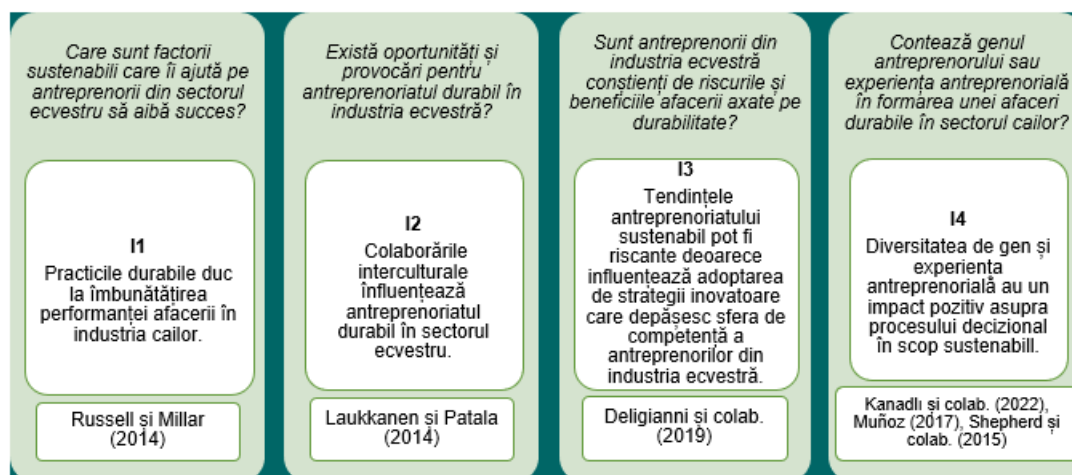 Care sunt factorii
sustenabili care îi ajută pe
antreprenorii din sectorul
ecvestru să aibă succes?
I1
Practicile durabile duc
la îmbunătățirea
performanței afacerii în
industria cailor.
Russell și Millar
(2014)
Există oportunități și
provocări pentru
antreprenoriatul durabil în
industria ecvestră?
I2
Colaborările
interculturale
înfluențează
antreprenoriatul
durabil în sectorul
ecvestru.
Laukkanen și Patala
(2014)
Sunt antreprenorii din
industria ecvestră
conștienți de riscurile și
beneficiile afacerii axate pe
durabilitate?
I3
Tendințele
antreprenoriatului
sustenabil pot fi
riscante deoarece
influențează adoptarea
de strategii inovatoare
care depășesc sfera de
competență a
antreprenorilor din
industria ecvestră.
Deligianni și colab.
(2019)
Contează genul
antreprenorului sau
experiența antreprenorială
în formarea unei afaceri
durabile în sectorul cailor?
I4
Diversitatea de gen și
experiența
antreprenorială au un
impact pozitiv asupra
procesului decizional
în scop sustenabill.
Kanadlı și colab. (2022),
Muñoz (2017), Shepherd și
colab. (2015)